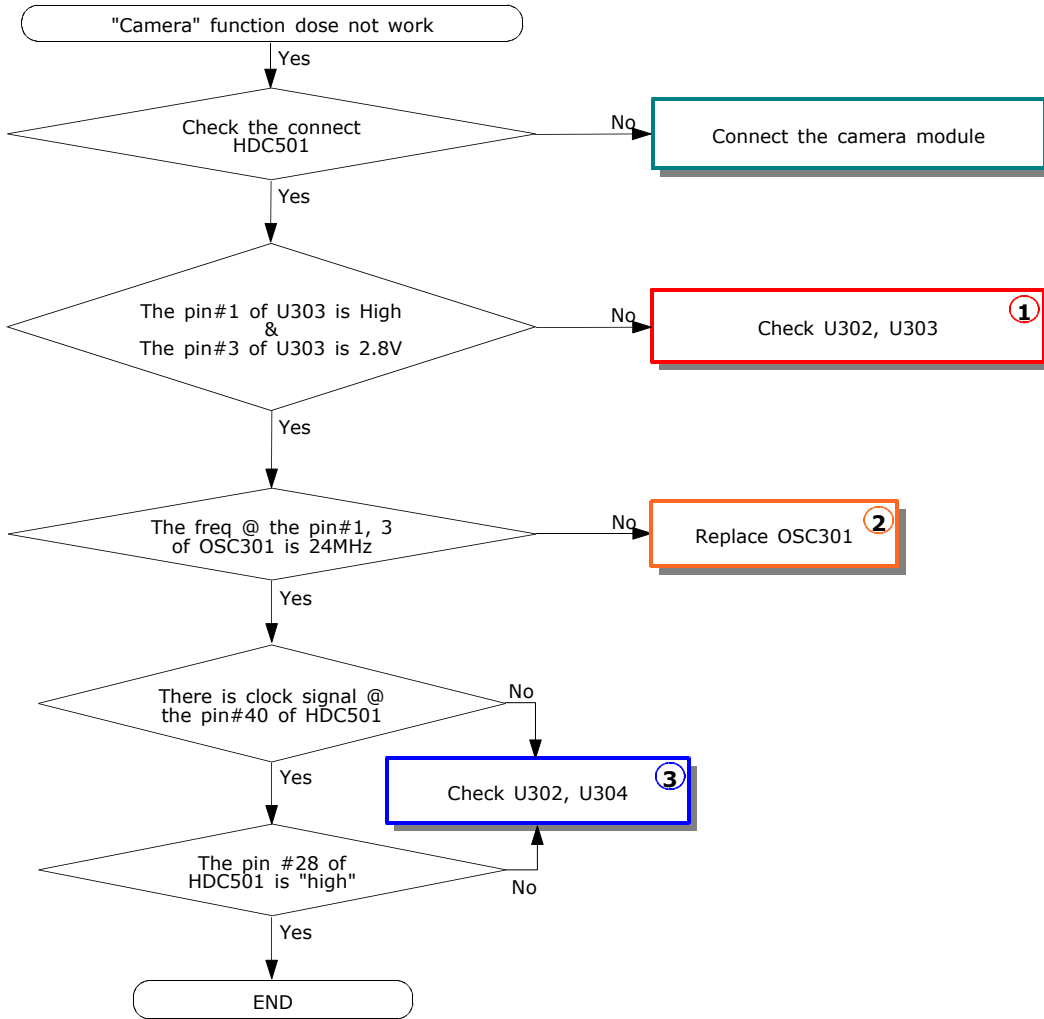 "Camera" function dose not work
Yes
Check the connect
HDC501
No
Connect the camera module
Yes
The pin#1 of U303 is High
&
The pin#3 of U303 is 2.8V
No
Check U302, U303
1
Yes
The freq @ the pin#1, 3
of OSC301 is 24MHz
No
Replace OSC301
2
Yes
There is clock signal @
the pin#40 of HDC501
No
Yes
Check U302, U304
3
The pin #28 of
HDC501 is "high"
No
Yes
END